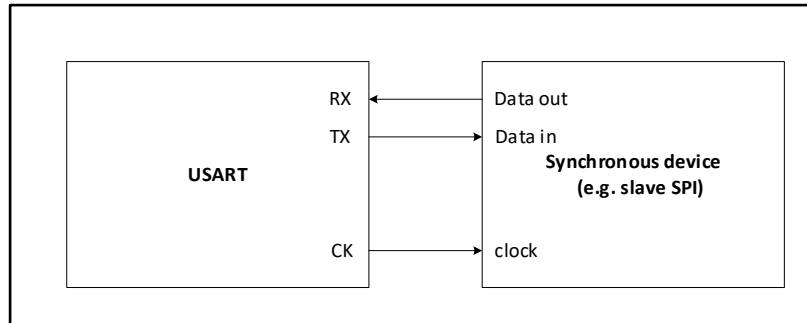 RX
TX
USART
CK
Data out
Data in
Synchronous device
(e.g. slave SPI)
clock